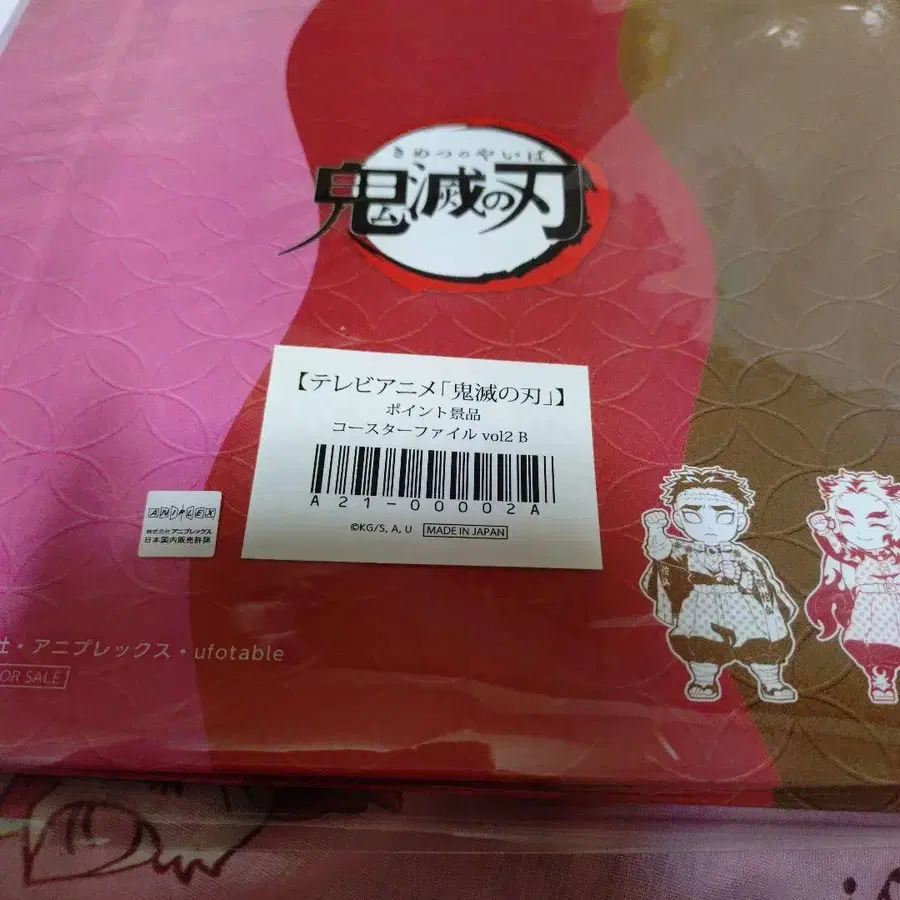 きめつのやいば
鬼滅の刃
【テレビアニメ「鬼滅の刃」】
ポイント景品
コースターファイル vol2 B
A21-00002A
©KG/S, A, U MADE IN JAPAN
ANIPLEX
株式会社アニプレックス
日本国内販売許諾
社・アニプレックス・ufotable
FOR SALE